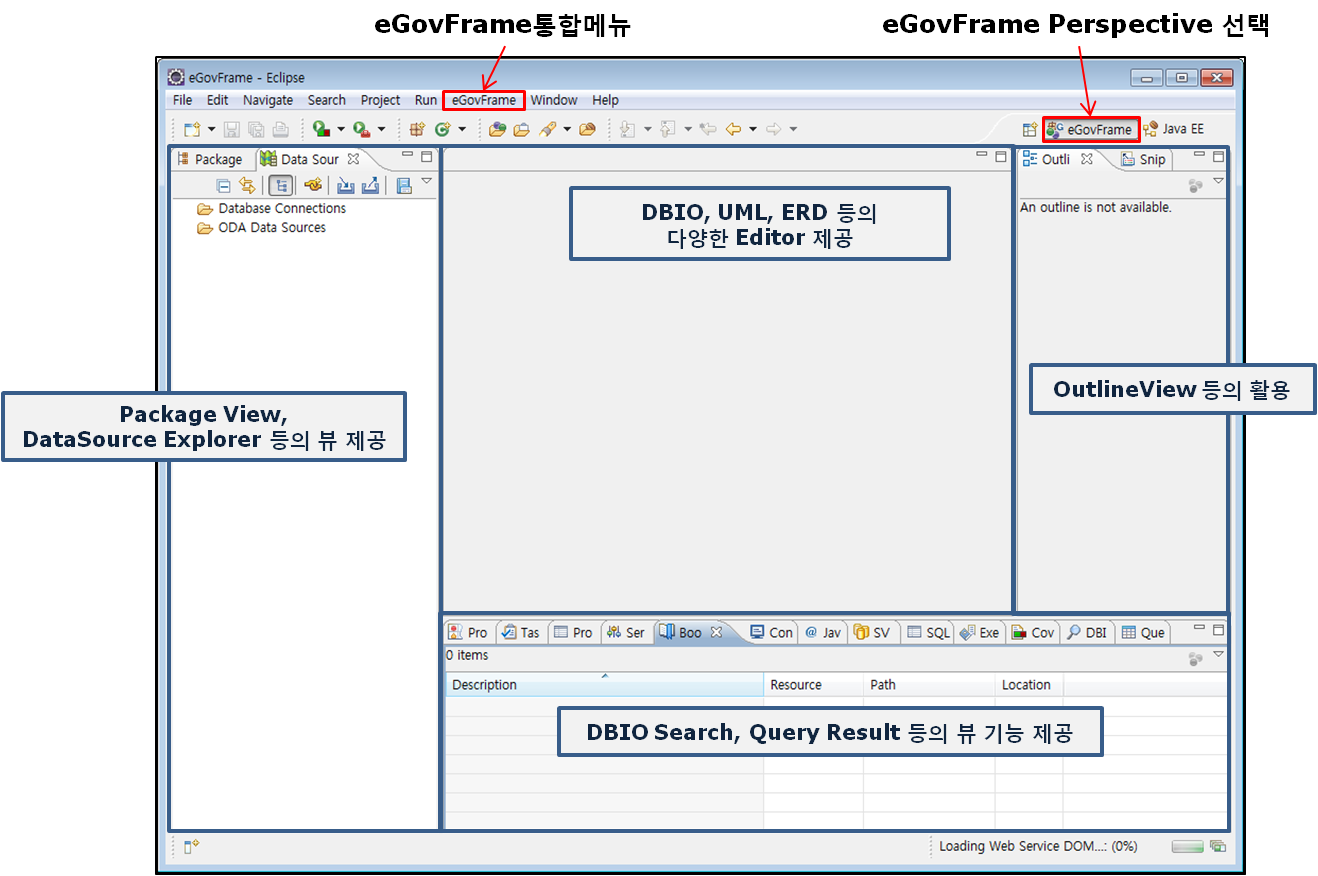 eGovFrame통합메뉴
eGovFrame Perspective 선택
eGovFrame - Eclipse
File Edit Navigate Search Project Run eGovFrame Window Help
eGovFrame Java EE
Package Data Sour
Outli Snip
Database Connections
ODA Data Sources
An outline is not available.
DBIO, UML, ERD 등의
다양한 Editor 제공
OutlineView 등의 활용
Package View,
DataSource Explorer 등의 뷰 제공
Pro Tas Pro Ser Boo Con @ Jav SV SQL Exe Cov DBI Que
0 items
Description Resource Path Location
DBIO Search, Query Result 등의 뷰 기능 제공
Loading Web Service DOM...: (0%)